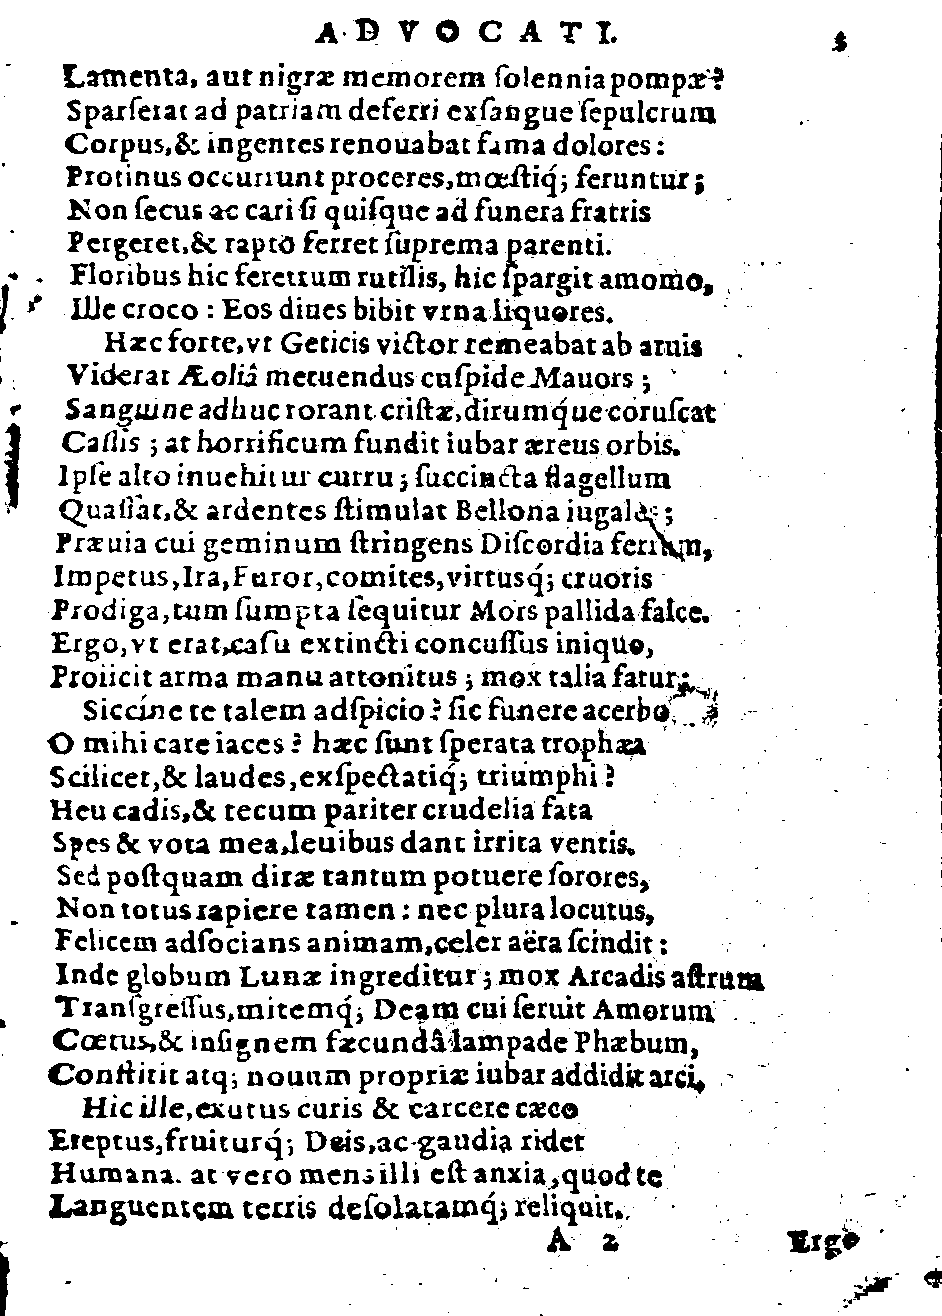 ADVOCATI. 3
Lamenta, aut nigræ memorem ſolennia pompæ?
Sparſerat ad patriam deferri exſangue ſepulcrum
Corpus, & ingentes renouabat fama dolores:
Protinus occurrunt proceres, mœſtiq́; feruntur;
Non ſecus ac cari ſi quiſque ad funera fratris
Pergeret, & rapto ferret ſuprema parenti.
Floribus hic feretrum rutilis, hic ſpargit amomo,
Ille croco: Eos diues bibit vrna liquores.
Hæc forte, vt Geticis victor remeabat ab aruis
Viderat Æoliâ metuendus cuſpide Mauors;
Sanguine adhuc rorant criſtæ, dirumq́ue coruſcat
Caſſis; at horrificum fundit iubar æreus orbis.
Ipſe alto inuehitur curru; ſuccincta flagellum
Quaſſat, & ardentes ſtimulat Bellona iugales;
Præuia cui geminum ſtringens Diſcordia ferrum,
Impetus, Ira, Furor, comites, virtusq́; cruoris
Prodiga, tum ſumpta ſequitur Mors pallida falce.
Ergo, vt erat, caſu extincti concuſſus iniquo,
Proiicit arma manu attonitus; mox talia fatur:
Siccíne te talem adſpicio? ſic funere acerbo
O mihi care iaces? hæc ſunt ſperata trophæa
Scilicet, & laudes, exſpectatiq́; triumphi?
Heu cadis, & tecum pariter crudelia fata
Spes & vota mea, leuibus dant irrita ventis.
Sed poſtquam diræ tantum potuere ſorores,
Non totus rapiere tamen: nec plura locutus,
Felicem adſocians animam, celer aëra ſcindit:
Inde globum Lunæ ingreditur; mox Arcadis aſtrum
Tranſgreſſus, mitemq́; Deam cui ſeruit Amorum
Cœtus, & inſignem fæcundâ lampade Phæbum,
Conſtitit atq; nouum propriæ iubar addidit arci.
Hic ille, exutus curis & carcere cæco
Ereptus, fruiturq́; Deis, ac gaudia ridet
Humana. at vero mens illi eſt anxia, quod te
Languentem terris deſolatamq́; reliquit.
A 2 Ergo